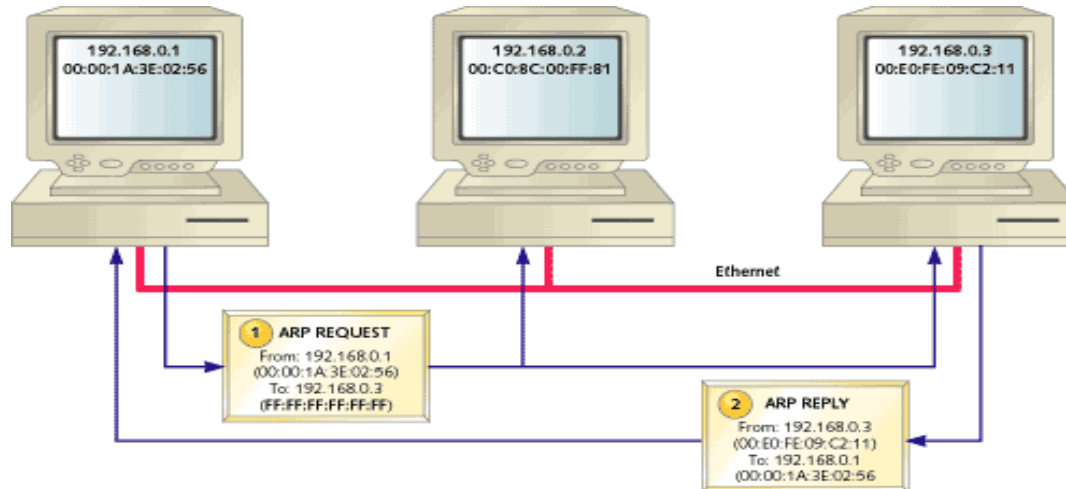 192.168.0.1
00:00:1A:3E:02:56
192.168.0.2
00:C0:8C:00:FF:81
192.168.0.3
00:E0:FE:09:C2:11
Ethernet
1 ARP REQUEST
From: 192.168.0.1
(00:00:1A:3E:02:56)
To: 192.168.0.3
(FF:FF:FF:FF:FF:FF)
2 ARP REPLY
From: 192.168.0.3
(00:E0:FE:09:C2:11)
To: 192.168.0.1
(00:00:1A:3E:02:56